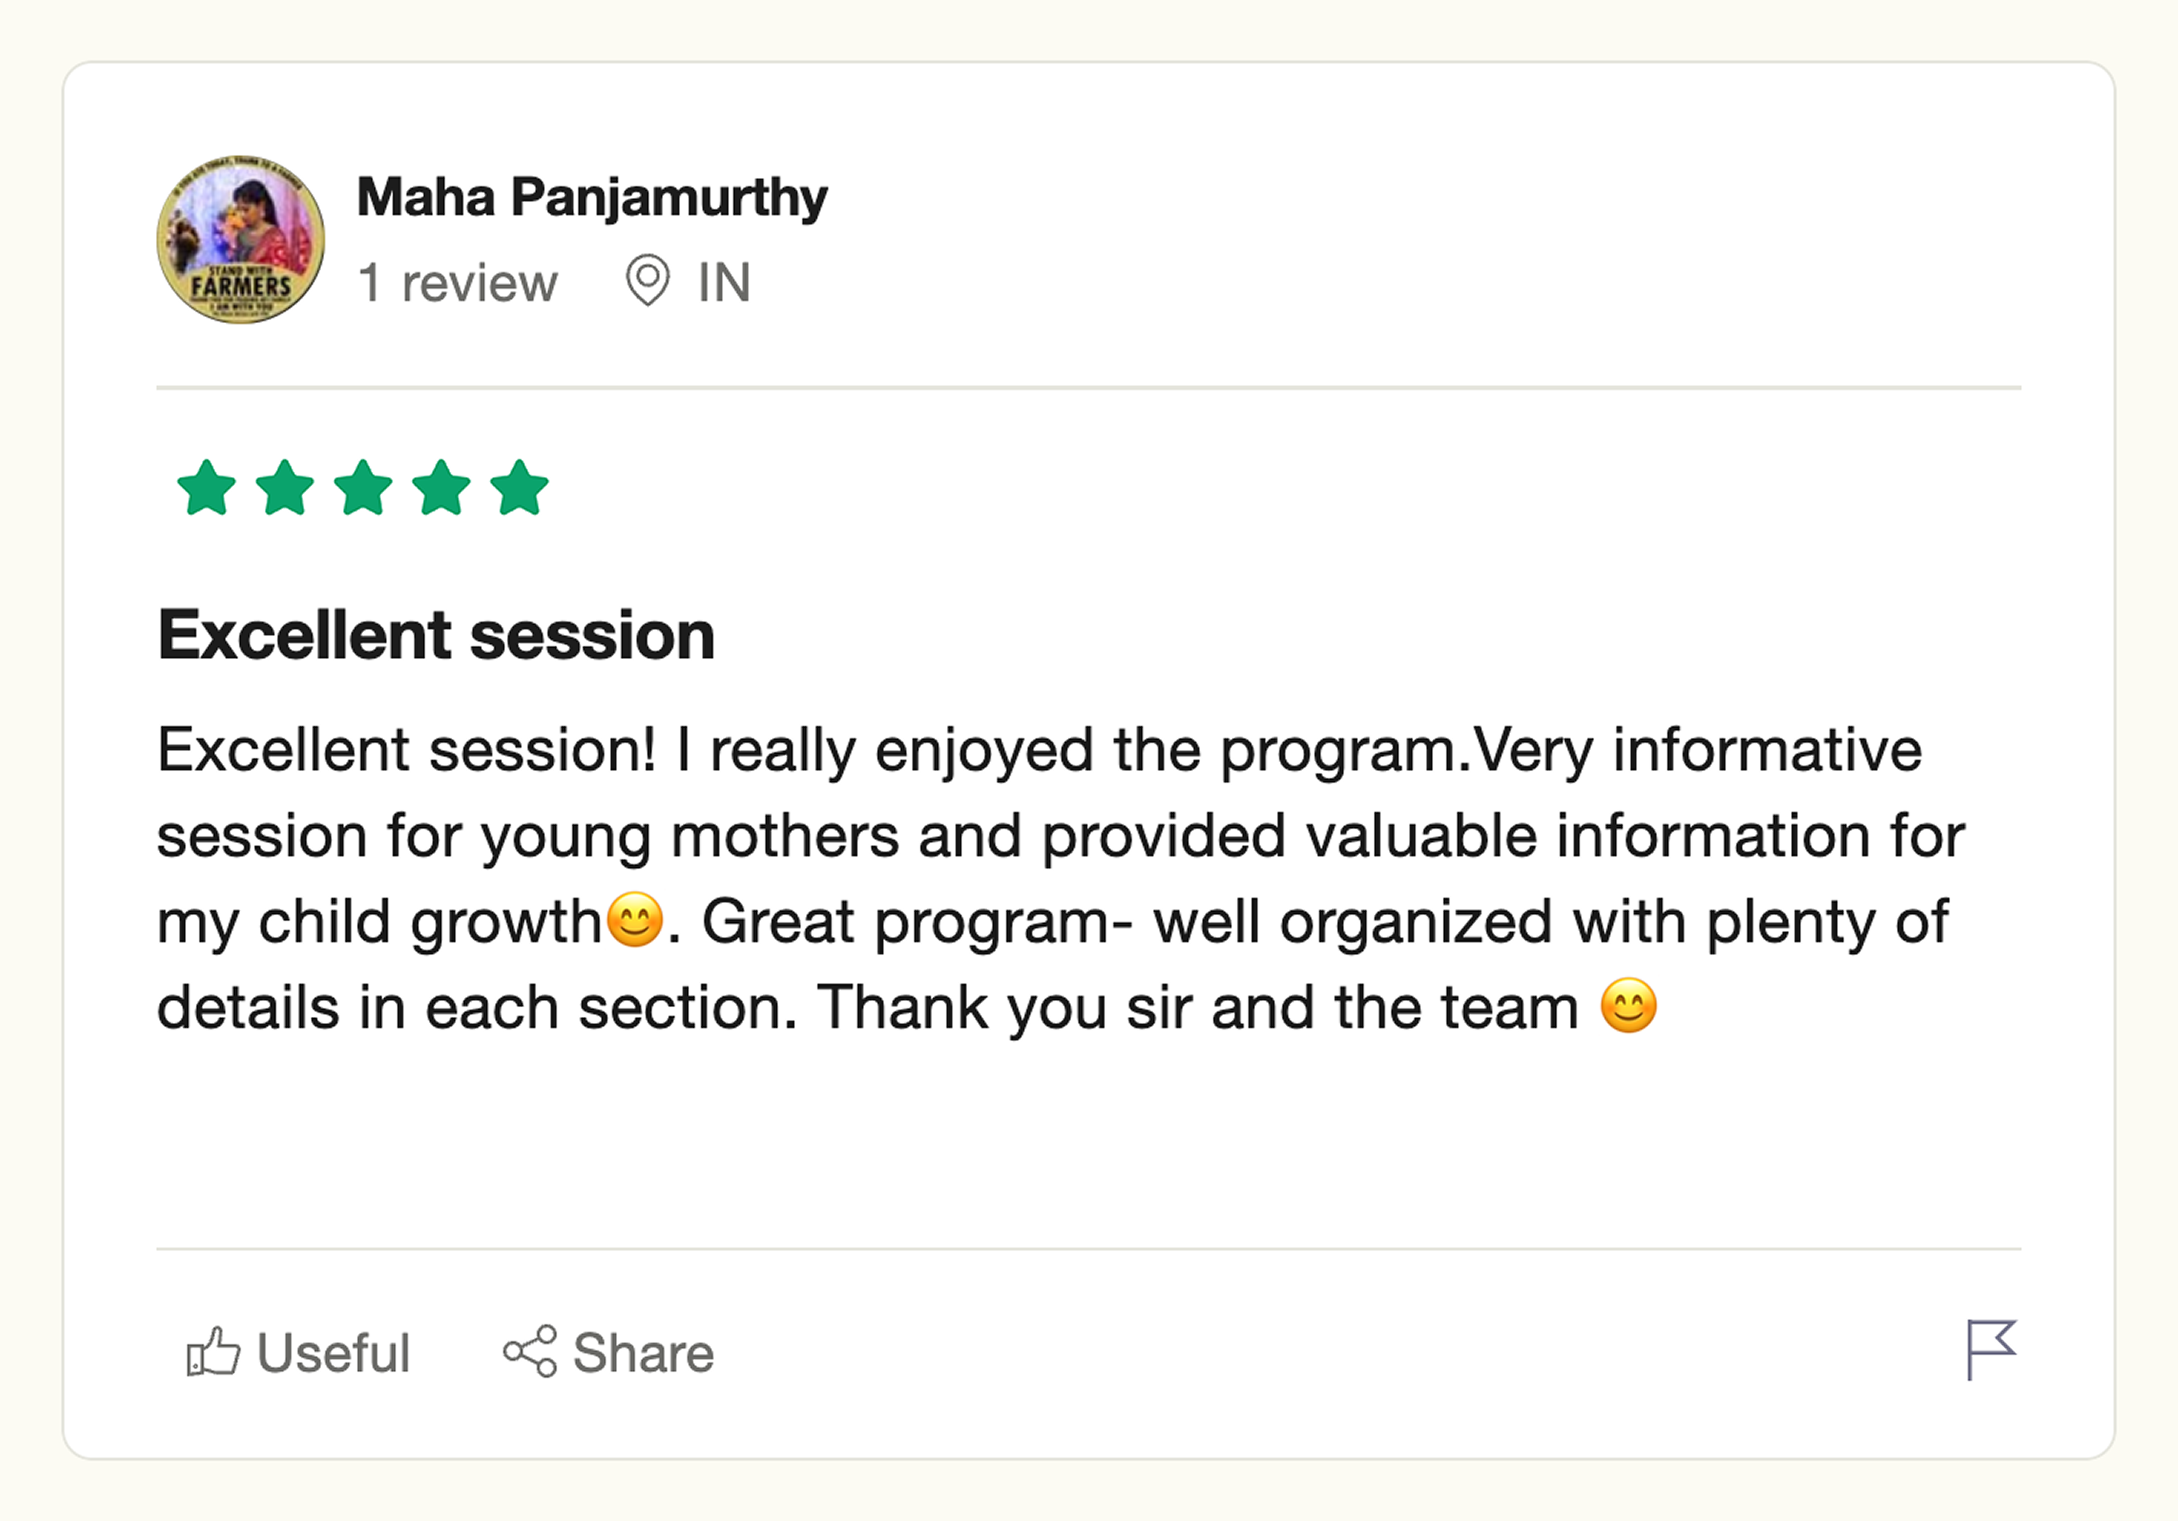 STAND WITH
FARMERS
I AM WITH YOU
Maha Panjamurthy
1 review IN
Excellent session
Excellent session! I really enjoyed the program.Very informative
session for young mothers and provided valuable information for
my child growth😊. Great program- well organized with plenty of
details in each section. Thank you sir and the team 😊
Useful Share